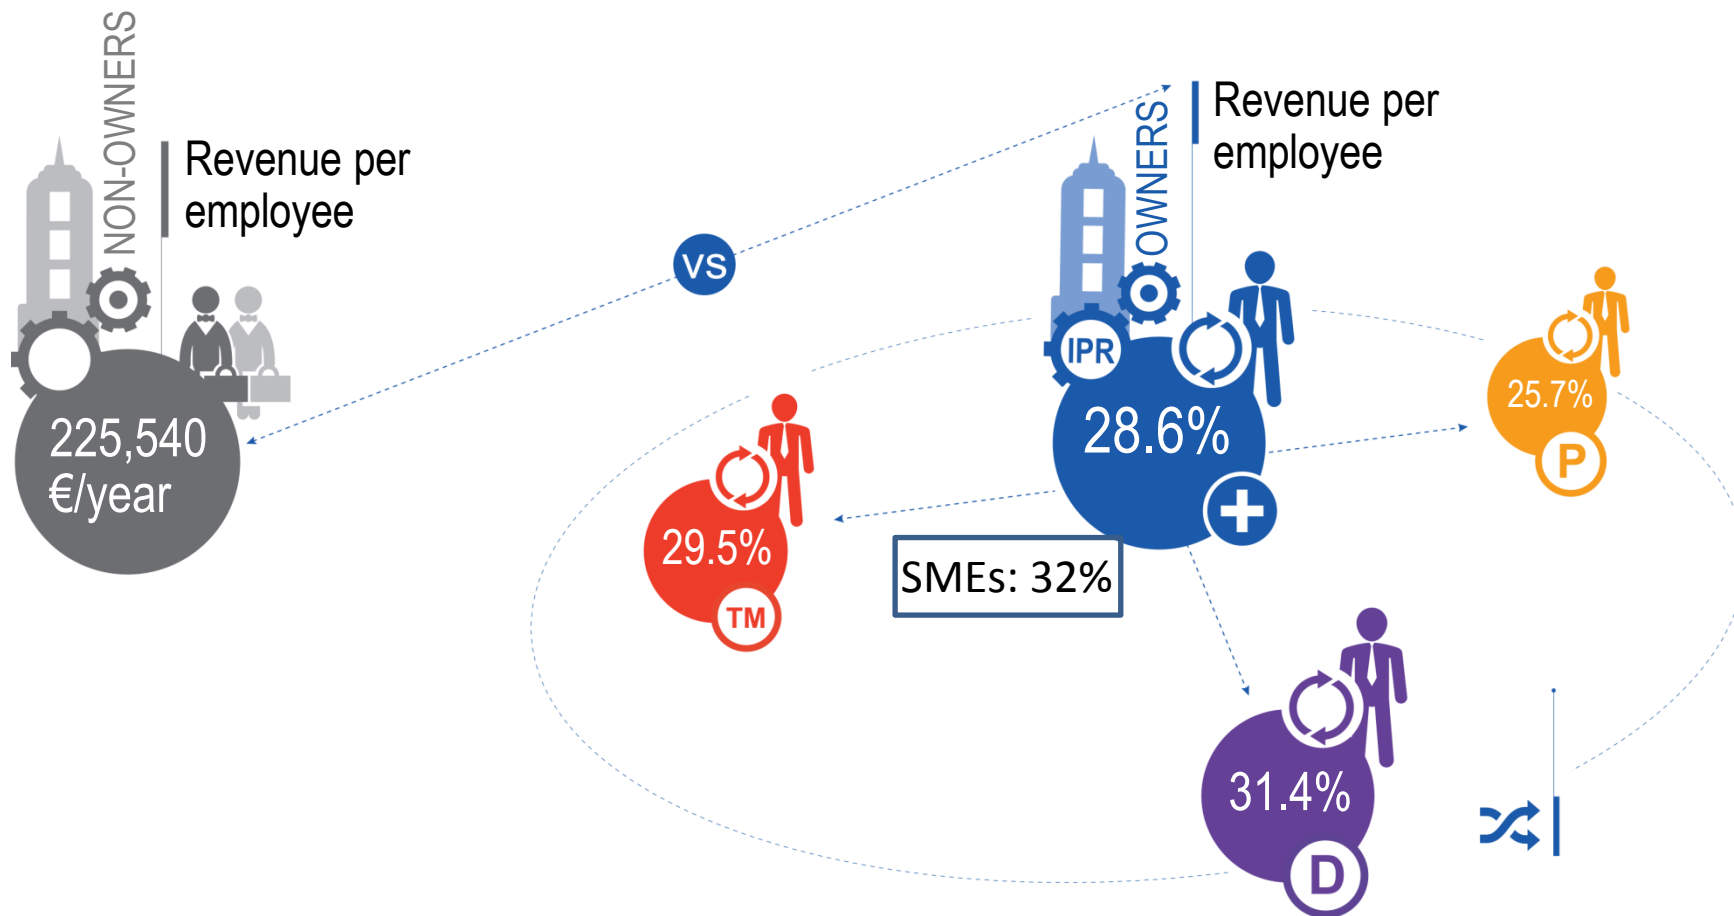 NON-OWNERS
Revenue per
employee
225,540
€/year
VS
OWNERS
Revenue per
employee
IPR
28.6%
25.7%
P
29.5%
TM
SMEs: 32%
31.4%
D